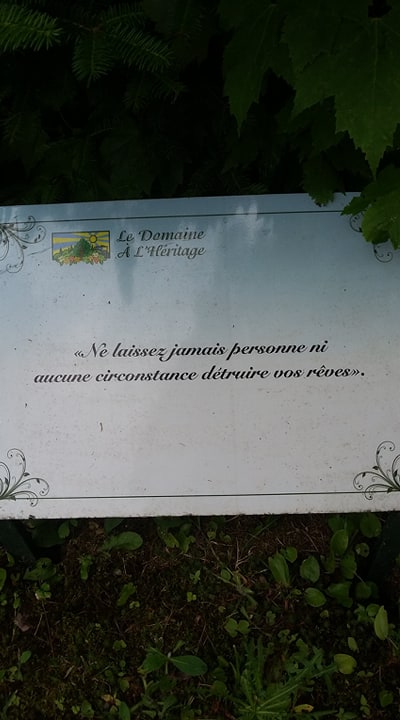 Le Domaine
À L'Héritage
«Ne laissez jamais personne ni
aucune circonstance détruire vos rêves».